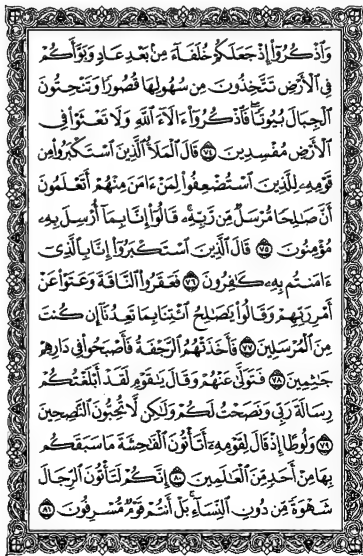 وَٱذْكُرُوٓا۟ إِذْ جَعَلَكُمْ خُلَفَآءَ مِنۢ بَعْدِ عَادٍ وَبَوَّأَكُمْ
فِي ٱلْأَرْضِ تَتَّخِذُونَ مِن سُهُولِهَا قُصُورًا وَتَنْحِتُونَ
ٱلْجِبَالَ بُيُوتًا ۖ فَٱذْكُرُوٓا۟ ءَالَآءَ ٱللَّهِ وَلَا تَعْثَوْا۟ فِي
ٱلْأَرْضِ مُفْسِدِينَ ٧٤ قَالَ ٱلْمَلَأُ ٱلَّذِينَ ٱسْتَكْبَرُوا۟ مِن
قَوْمِهِۦ لِلَّذِينَ ٱسْتُضْعِفُوا۟ لِمَنْ ءَامَنَ مِنْهُمْ أَتَعْلَمُونَ
أَنَّ صَٰلِحًا مُّرْسَلٌ مِّن رَّبِّهِۦ ۚ قَالُوٓا۟ إِنَّا بِمَآ أُرْسِلَ بِهِۦ
مُؤْمِنُونَ ٧٥ قَالَ ٱلَّذِينَ ٱسْتَكْبَرُوٓا۟ إِنَّا بِٱلَّذِىٓ
ءَامَنتُم بِهِۦ كَٰفِرُونَ ٧٦ فَعَقَرُوا۟ ٱلنَّاقَةَ وَعَتَوْا۟ عَنْ
أَمْرِ رَبِّهِمْ وَقَالُوا۟ يَٰصَٰلِحُ ٱئْتِنَا بِمَا تَعِدُنَآ إِن كُنتَ
مِنَ ٱلْمُرْسَلِينَ ٧٧ فَأَخَذَتْهُمُ ٱلرَّجْفَةُ فَأَصْبَحُوا۟ فِى دَارِهِمْ
جَٰثِمِينَ ٧٨ فَتَوَلَّىٰ عَنْهُمْ وَقَالَ يَٰقَوْمِ لَقَدْ أَبْلَغْتُكُمْ
رِسَالَةَ رَبِّى وَنَصَحْتُ لَكُمْ وَلَٰكِن لَّا تُحِبُّونَ ٱلنَّٰصِحِينَ
٧٩ وَلُوطًا إِذْ قَالَ لِقَوْمِهِۦٓ أَتَأْتُونَ ٱلْفَٰحِشَةَ مَا سَبَقَكُم
بِهَا مِنْ أَحَدٍ مِّنَ ٱلْعَٰلَمِينَ ٨٠ إِنَّكُمْ لَتَأْتُونَ ٱلرِّجَالَ
شَهْوَةً مِّن دُونِ ٱلنِّسَآءِ ۚ بَلْ أَنتُمْ قَوْمٌ مُّسْرِفُونَ ٨١